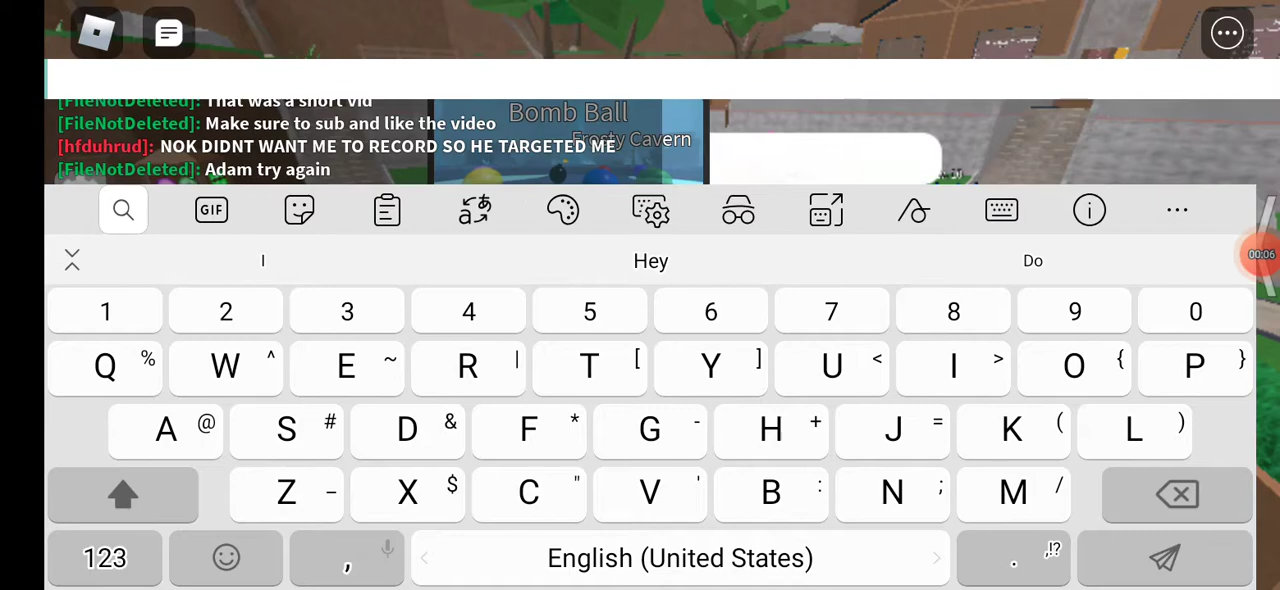 Bomb Ball
Frosty Cavern
[FileNotDeleted]: That was a short vid
[FileNotDeleted]: Make sure to sub and like the video
[hfduhrud]: NOK DIDNT WANT ME TO RECORD SO HE TARGETED ME
[FileNotDeleted]: Adam try again
GIF
I Hey Do
00:06
1 2 3 4 5 6 7 8 9 0
Q % W ^ E ~ R | T [ Y ] U < I > O { P }
A @ S # D & F * G - H + J = K ( L )
Z _ X $ C " V ' B : N ; M /
123 , English (United States) . ,!?